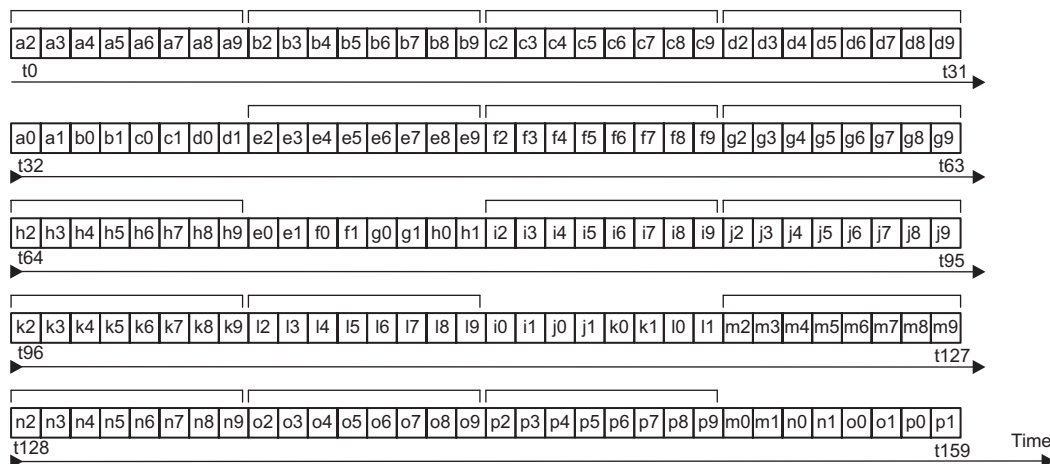 a2 a3 a4 a5 a6 a7 a8 a9 b2 b3 b4 b5 b6 b7 b8 b9 c2 c3 c4 c5 c6 c7 c8 c9 d2 d3 d4 d5 d6 d7 d8 d9
t0 t31
a0 a1 b0 b1 c0 c1 d0 d1 e2 e3 e4 e5 e6 e7 e8 e9 f2 f3 f4 f5 f6 f7 f8 f9 g2 g3 g4 g5 g6 g7 g8 g9
t32 t63
h2 h3 h4 h5 h6 h7 h8 h9 e0 e1 f0 f1 g0 g1 h0 h1 i2 i3 i4 i5 i6 i7 i8 i9 j2 j3 j4 j5 j6 j7 j8 j9
t64 t95
k2 k3 k4 k5 k6 k7 k8 k9 l2 l3 l4 l5 l6 l7 l8 l9 i0 i1 j0 j1 k0 k1 l0 l1 m2 m3 m4 m5 m6 m7 m8 m9
t96 t127
n2 n3 n4 n5 n6 n7 n8 n9 o2 o3 o4 o5 o6 o7 o8 o9 p2 p3 p4 p5 p6 p7 p8 p9 m0 m1 n0 n1 o0 o1 p0 p1
t128 t159 Time